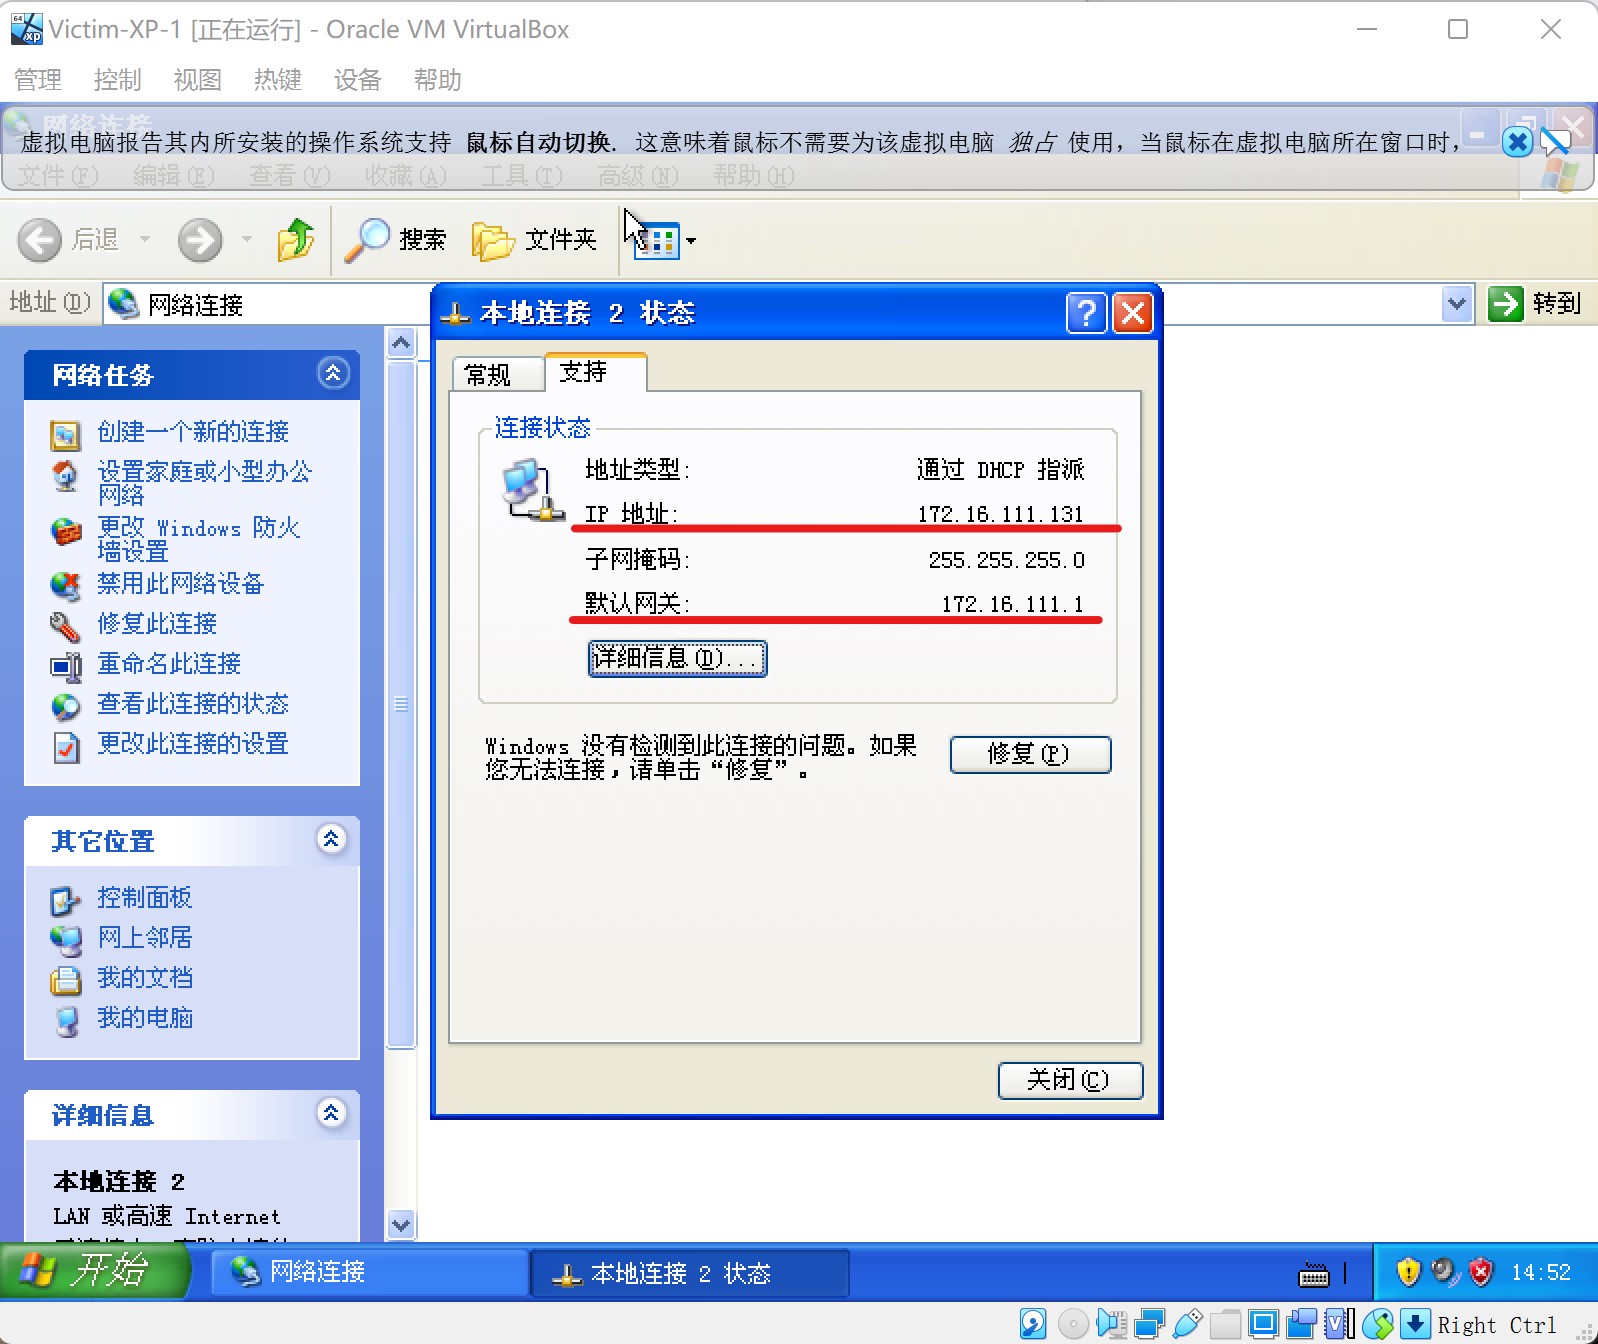 Victim-XP-1 [正在运行] - Oracle VM VirtualBox
管理 控制 视图 热键 设备 帮助
网络连接
虚拟电脑报告其内所安装的操作系统支持 鼠标自动切换. 这意味着鼠标不需要为该虚拟电脑 独占 使用，当鼠标在虚拟电脑所在窗口时，
文件(F) 编辑(E) 查看(V) 收藏(A) 工具(T) 高级(N) 帮助(H)
后退 搜索 文件夹
地址(D) 网络连接 转到
网络任务
创建一个新的连接
设置家庭或小型办公
网络
更改 Windows 防火
墙设置
禁用此网络设备
修复此连接
重命名此连接
查看此连接的状态
更改此连接的设置
其它位置
控制面板
网上邻居
我的文档
我的电脑
详细信息
本地连接 2
LAN 或高速 Internet
本地连接 2 状态
常规 支持
连接状态
地址类型: 通过 DHCP 指派
IP 地址: 172.16.111.131
子网掩码: 255.255.255.0
默认网关: 172.16.111.1
详细信息(D)...
Windows 没有检测到此连接的问题。如果
您无法连接，请单击“修复”。
修复(P)
关闭(C)
开始 网络连接 本地连接 2 状态 14:52
Right Ctrl